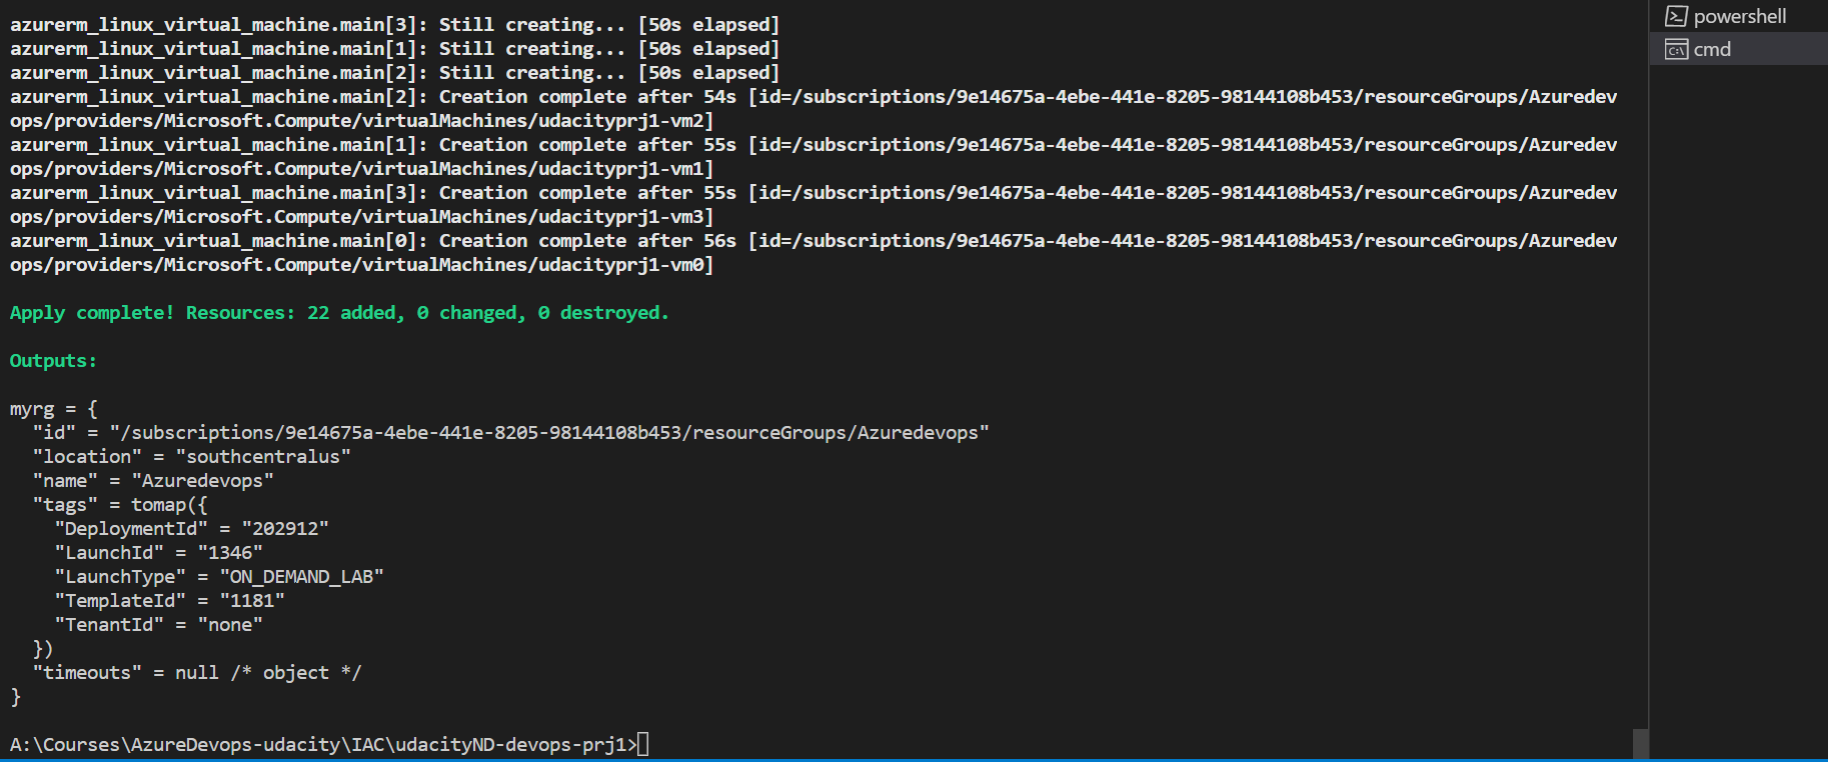 azurerm_linux_virtual_machine.main[3]: Still creating... [50s elapsed]
azurerm_linux_virtual_machine.main[1]: Still creating... [50s elapsed]
azurerm_linux_virtual_machine.main[2]: Still creating... [50s elapsed]
azurerm_linux_virtual_machine.main[2]: Creation complete after 54s [id=/subscriptions/9e14675a-4ebe-441e-8205-98144108b453/resourceGroups/Azuredev
ops/providers/Microsoft.Compute/virtualMachines/udacityprj1-vm2]
azurerm_linux_virtual_machine.main[1]: Creation complete after 55s [id=/subscriptions/9e14675a-4ebe-441e-8205-98144108b453/resourceGroups/Azuredev
ops/providers/Microsoft.Compute/virtualMachines/udacityprj1-vm1]
azurerm_linux_virtual_machine.main[3]: Creation complete after 55s [id=/subscriptions/9e14675a-4ebe-441e-8205-98144108b453/resourceGroups/Azuredev
ops/providers/Microsoft.Compute/virtualMachines/udacityprj1-vm3]
azurerm_linux_virtual_machine.main[0]: Creation complete after 56s [id=/subscriptions/9e14675a-4ebe-441e-8205-98144108b453/resourceGroups/Azuredev
ops/providers/Microsoft.Compute/virtualMachines/udacityprj1-vm0]
Apply complete! Resources: 22 added, 0 changed, 0 destroyed.
Outputs:
myrg = {
  "id" = "/subscriptions/9e14675a-4ebe-441e-8205-98144108b453/resourceGroups/Azuredevops"
  "location" = "southcentralus"
  "name" = "Azuredevops"
  "tags" = tomap({
    "DeploymentId" = "202912"
    "LaunchId" = "1346"
    "LaunchType" = "ON_DEMAND_LAB"
    "TemplateId" = "1181"
    "TenantId" = "none"
  })
  "timeouts" = null /* object */
}
A:\Courses\AzureDevops-udacity\IAC\udacityND-devops-prj1>
powershell
cmd